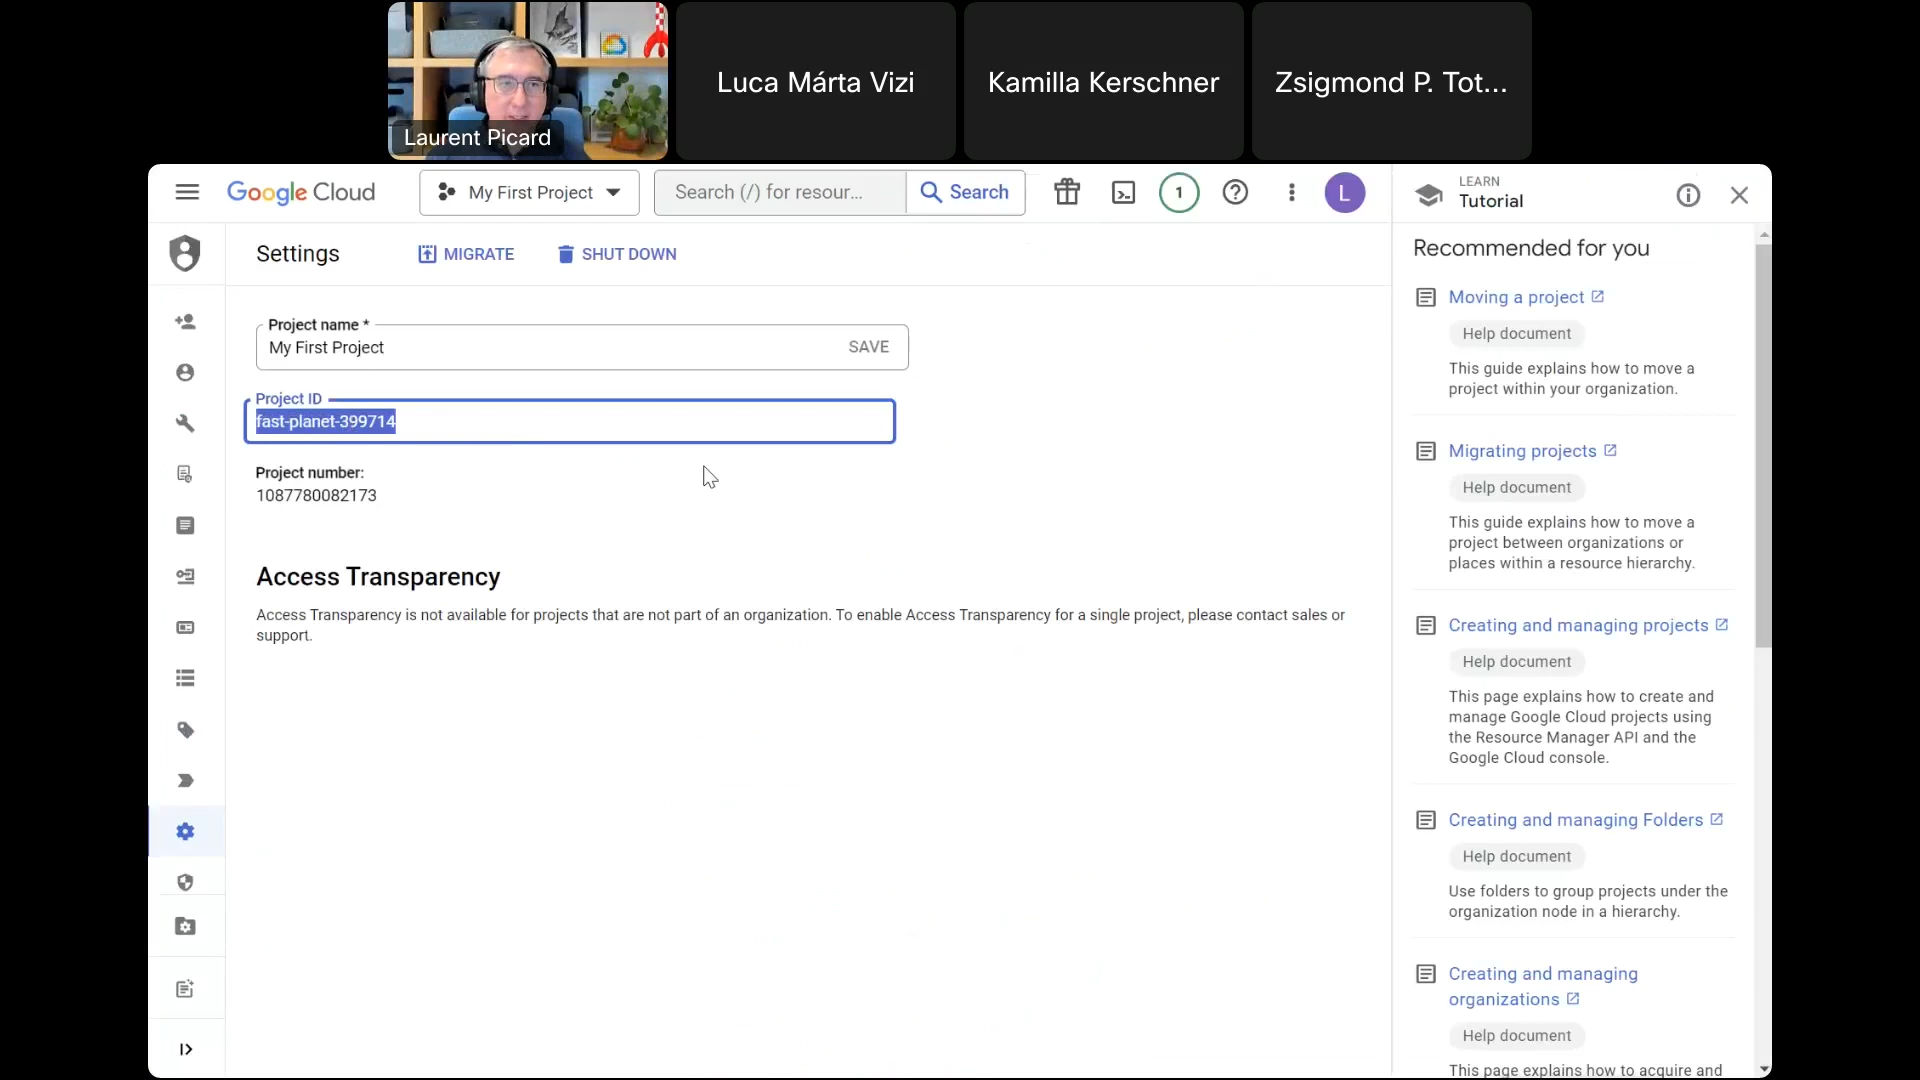 Laurent Picard
Luca Márta Vizi
Kamilla Kerschner
Zsigmond P. Tot...
Google Cloud
My First Project
Search (/) for resour...
Search
1
L
LEARN
Tutorial
Settings
MIGRATE
SHUT DOWN
Project name *
My First Project
SAVE
Project ID
fast-planet-399714
Project number:
1087780082173
Access Transparency
Access Transparency is not available for projects that are not part of an organization. To enable Access Transparency for a single project, please contact sales or
support.
Recommended for you
Moving a project
Help document
This guide explains how to move a
project within your organization.
Migrating projects
Help document
This guide explains how to move a
project between organizations or
places within a resource hierarchy.
Creating and managing projects
Help document
This page explains how to create and
manage Google Cloud projects using
the Resource Manager API and the
Google Cloud console.
Creating and managing Folders
Help document
Use folders to group projects under the
organization node in a hierarchy.
Creating and managing
organizations
Help document
This page explains how to acquire and